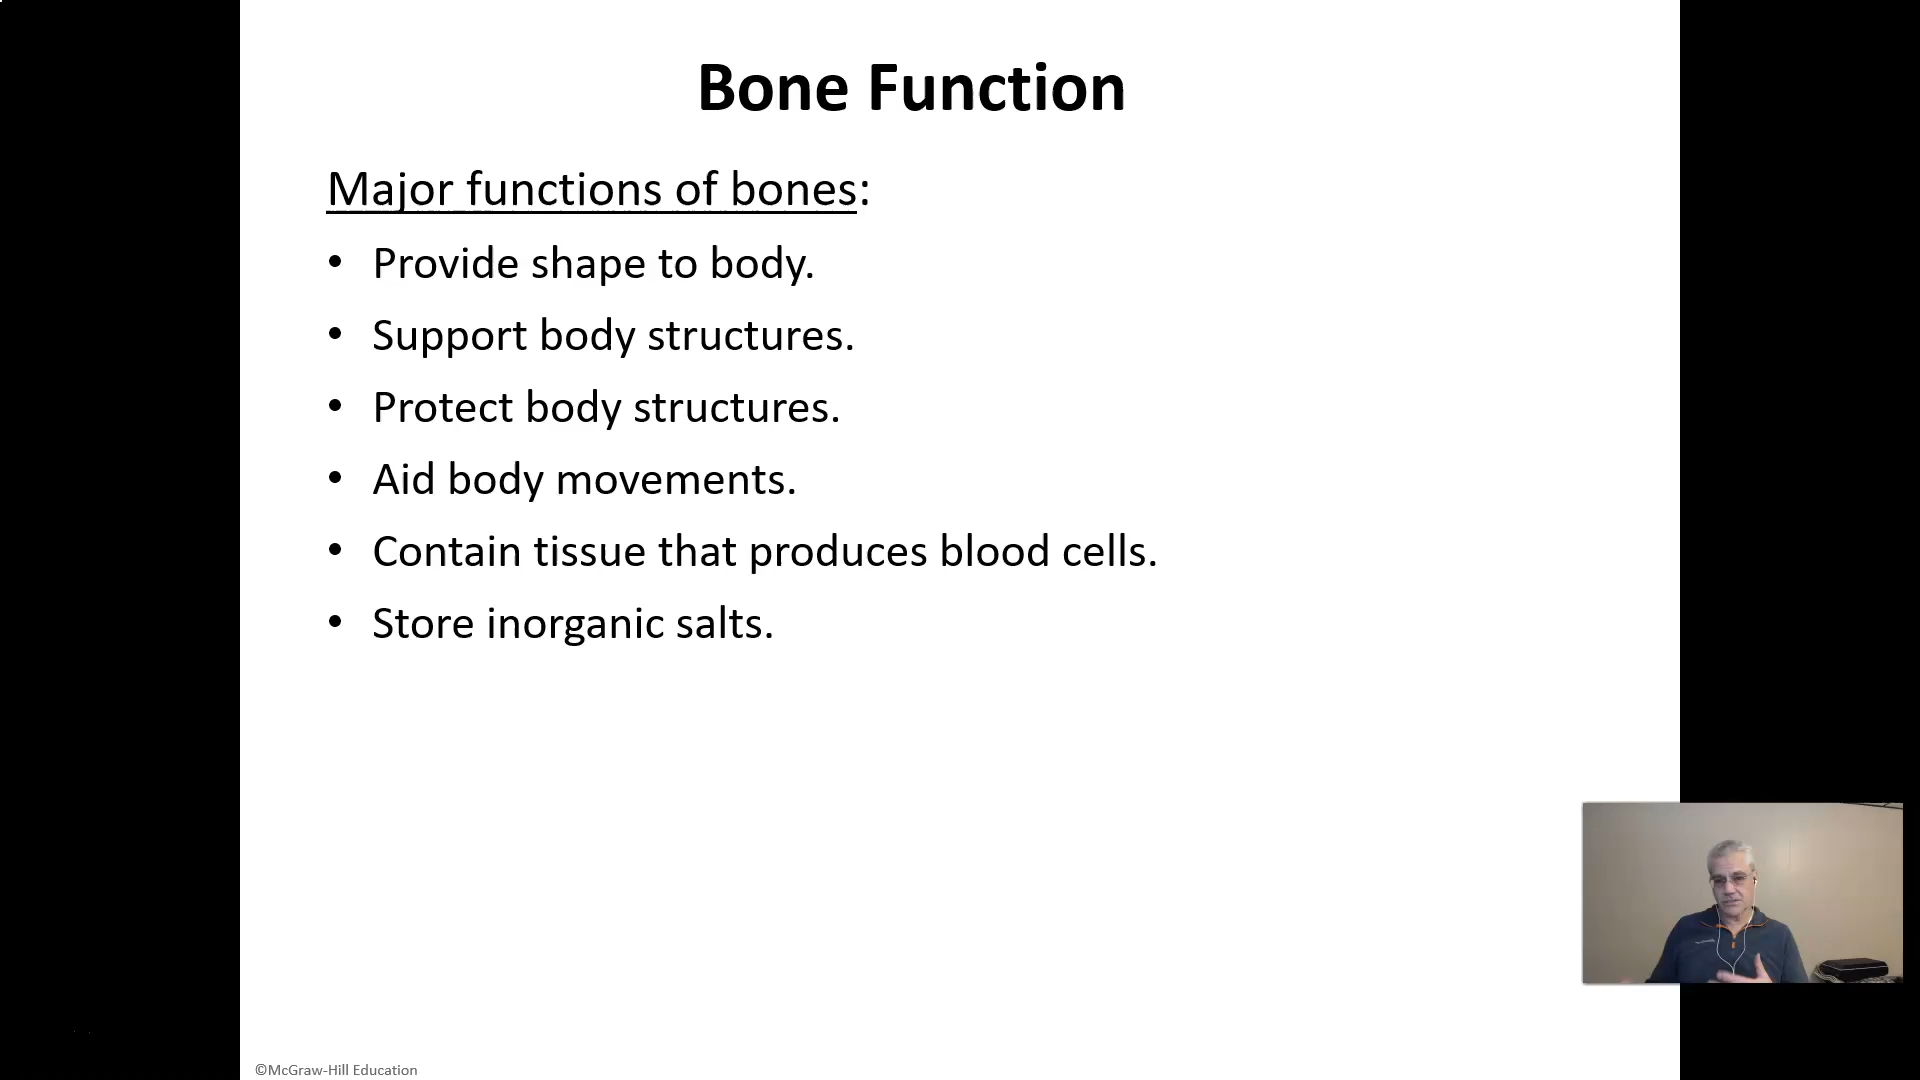 Bone Function
Major functions of bones:
• Provide shape to body.
• Support body structures.
• Protect body structures.
• Aid body movements.
• Contain tissue that produces blood cells.
• Store inorganic salts.
©McGraw-Hill Education